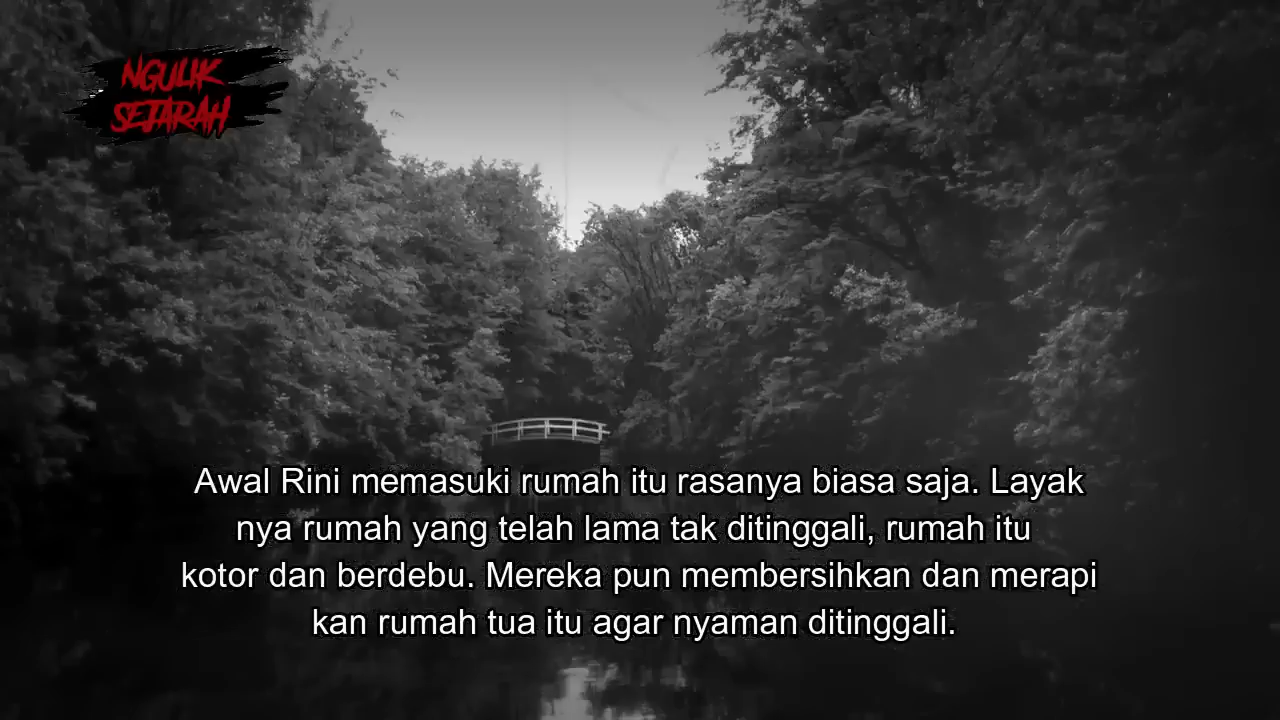 NGULIK
SEJARAH
Awal Rini memasuki rumah itu rasanya biasa saja. Layak
nya rumah yang telah lama tak ditinggali, rumah itu
kotor dan berdebu. Mereka pun membersihkan dan merapi
kan rumah tua itu agar nyaman ditinggali.